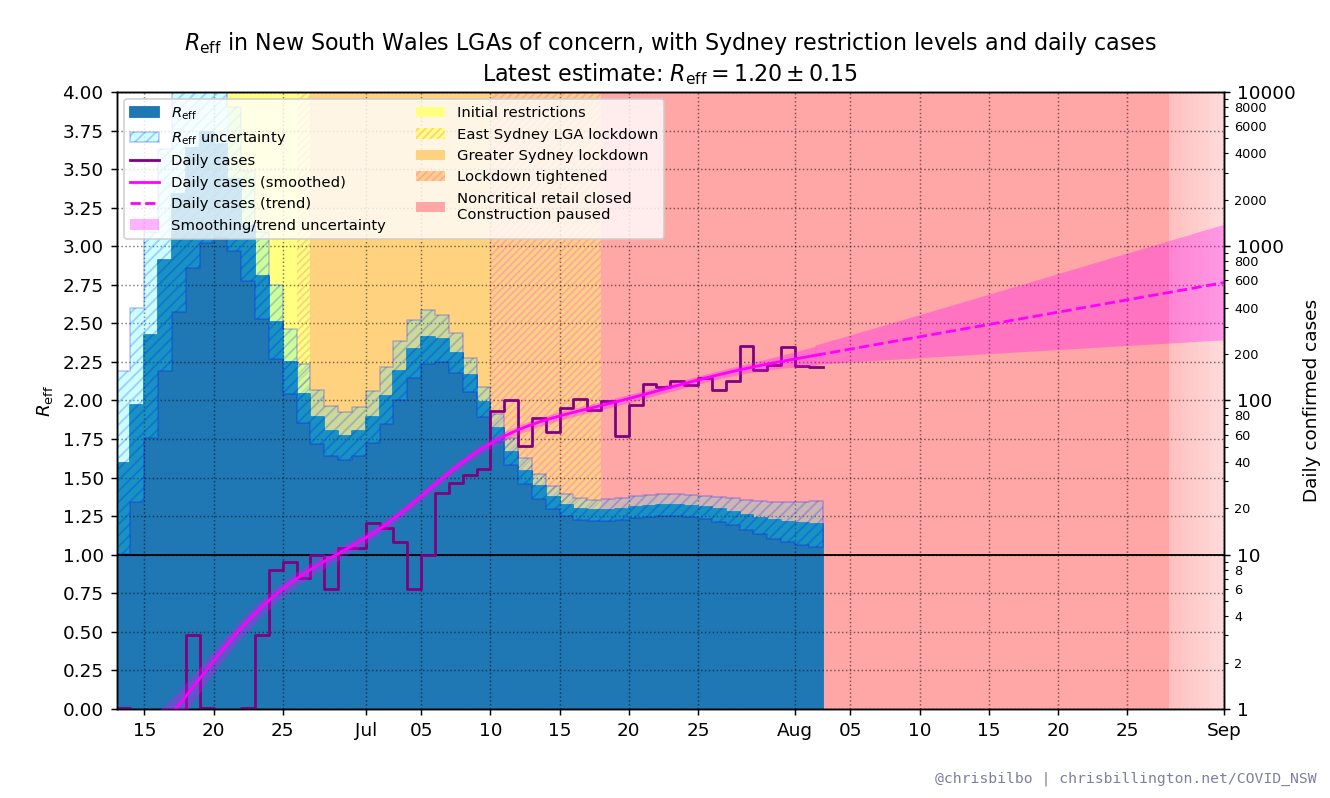 Reff in New South Wales LGAs of concern, with Sydney restriction levels and daily cases
Latest estimate: Reff = 1.20 ± 0.15
Reff
Reff uncertainty
Daily cases
Daily cases (smoothed)
Daily cases (trend)
Smoothing/trend uncertainty
Initial restrictions
East Sydney LGA lockdown
Greater Sydney lockdown
Lockdown tightened
Noncritical retail closed
Construction paused
4.00
3.75
3.50
3.25
3.00
2.75
2.50
2.25
2.00
1.75
1.50
1.25
1.00
0.75
0.50
0.25
0.00
Reff
10000
8000
6000
4000
2000
1000
800
600
400
200
100
80
60
40
20
10
8
6
4
2
1
Daily confirmed cases
15 20 25 Jul 05 10 15 20 25 Aug 05 10 15 20 25 Sep
@chrisbilbo | chrisbillington.net/COVID_NSW